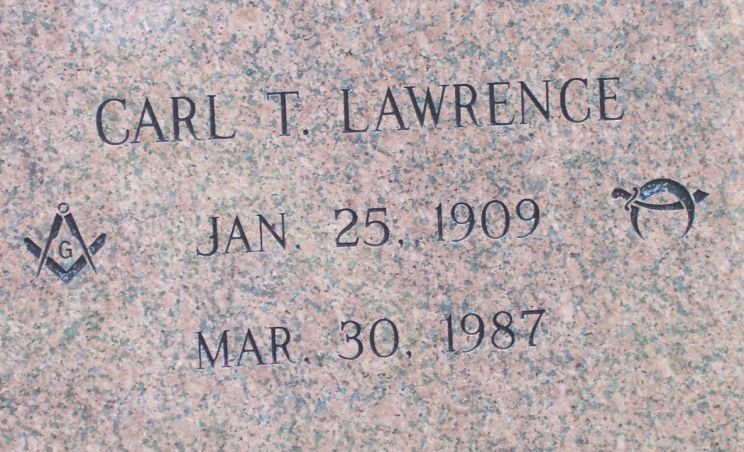 CARL T. LAWRENCE
G
JAN. 25, 1909
MAR. 30, 1987